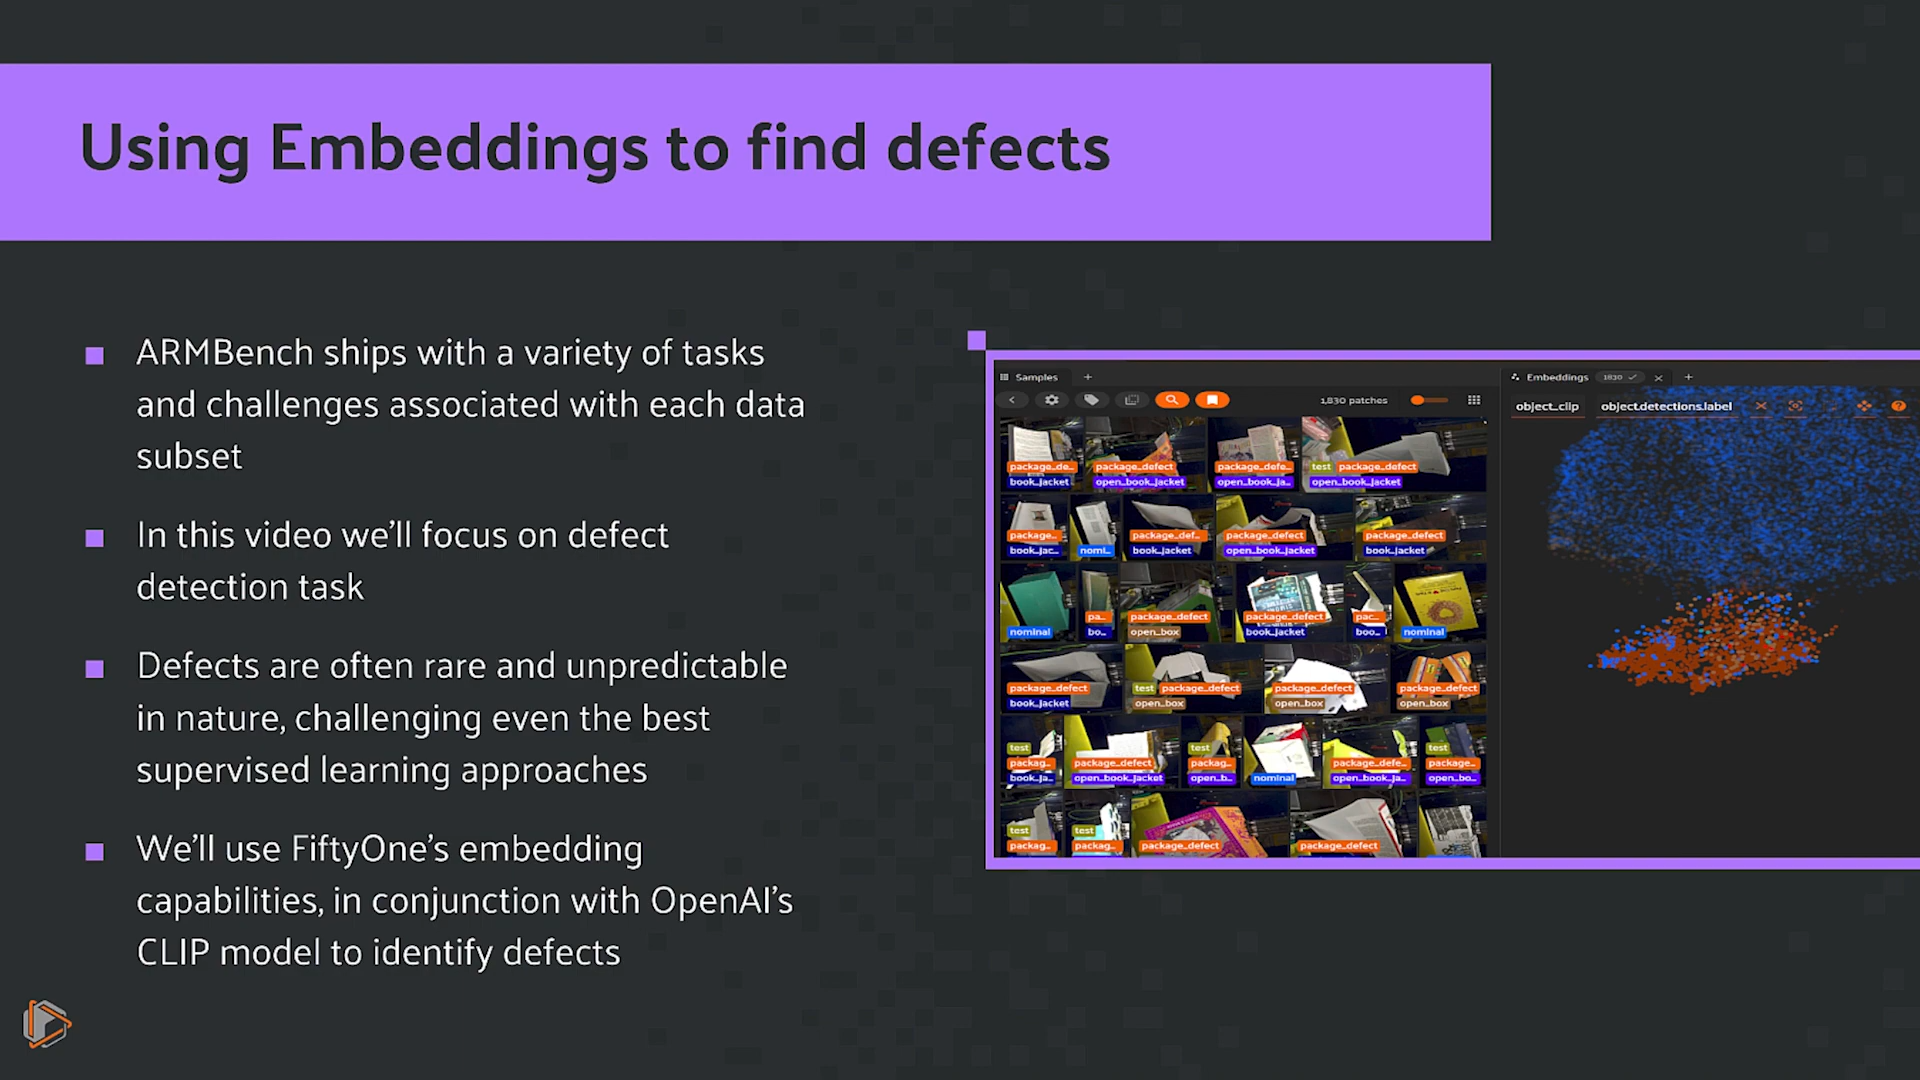 Using Embeddings to find defects
ARMBench ships with a variety of tasks
and challenges associated with each data
subset
In this video we'll focus on defect
detection task
Defects are often rare and unpredictable
in nature, challenging even the best
supervised learning approaches
We'll use FiftyOne's embedding
capabilities, in conjunction with OpenAI's
CLIP model to identify defects
Samples +
1,830 patches
package_de... package_defect package_defe... test package_defect
book_jacket open_book_jacket open_book_ja... open_book_jacket
package... package_def... package_defect package_defect
book_jac... nomi... book_jacket open_book_jacket book_jacket
pa... package_defect package_defect pac...
nominal bo... open_box book_jacket boo... nominal
package_defect test package_defect package_defect package_defect
book_jacket open_box open_box open_box
test test test
packag... package_defect packag... package_defe... package...
book_ja... open_book_jacket open_b... nominal open_book_ja... open_bo...
test test
packag... packag... package_defect package_defect
Embeddings 1830 ✓ × +
object_clip object.detections.label